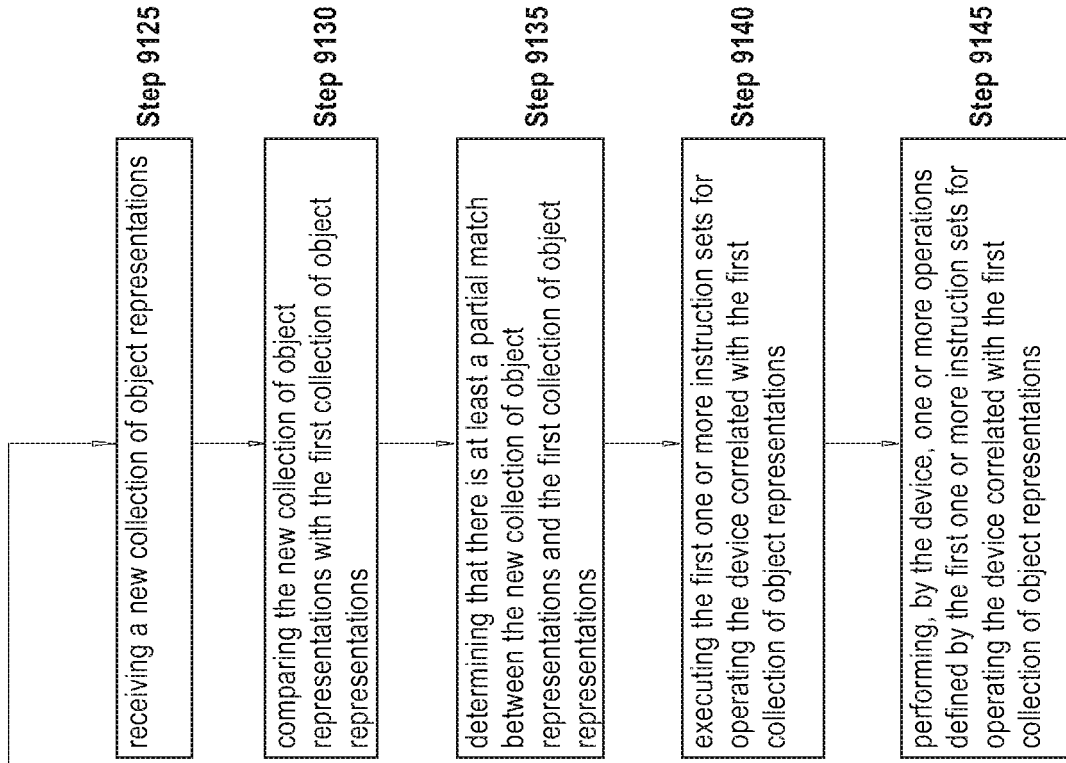 receiving a new collection of object representations
Step 9125
comparing the new collection of object
representations with the first collection of object
representations
Step 9130
determining that there is at least a partial match
between the new collection of object
representations and the first collection of object
representations
Step 9135
executing the first one or more instruction sets for
operating the device correlated with the first
collection of object representations
Step 9140
performing, by the device, one or more operations
defined by the first one or more instruction sets for
operating the device correlated with the first
collection of object representations
Step 9145